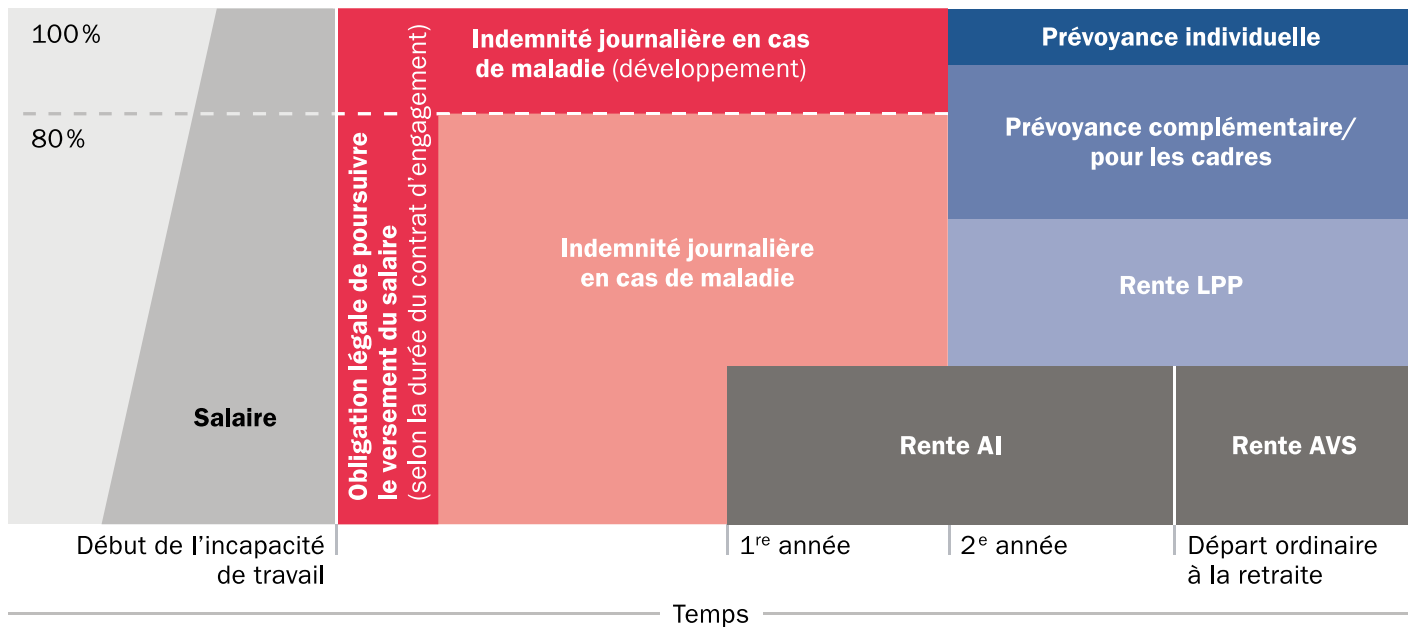 100 %
80 %
Salaire
Obligation légale de poursuivre
le versement du salaire
(selon la durée du contrat d’engagement)
Indemnité journalière en cas
de maladie (développement)
Indemnité journalière
en cas de maladie
Prévoyance individuelle
Prévoyance complémentaire/
pour les cadres
Rente LPP
Rente AI
Rente AVS
Début de l’incapacité
de travail
1re année
2e année
Départ ordinaire
à la retraite
Temps